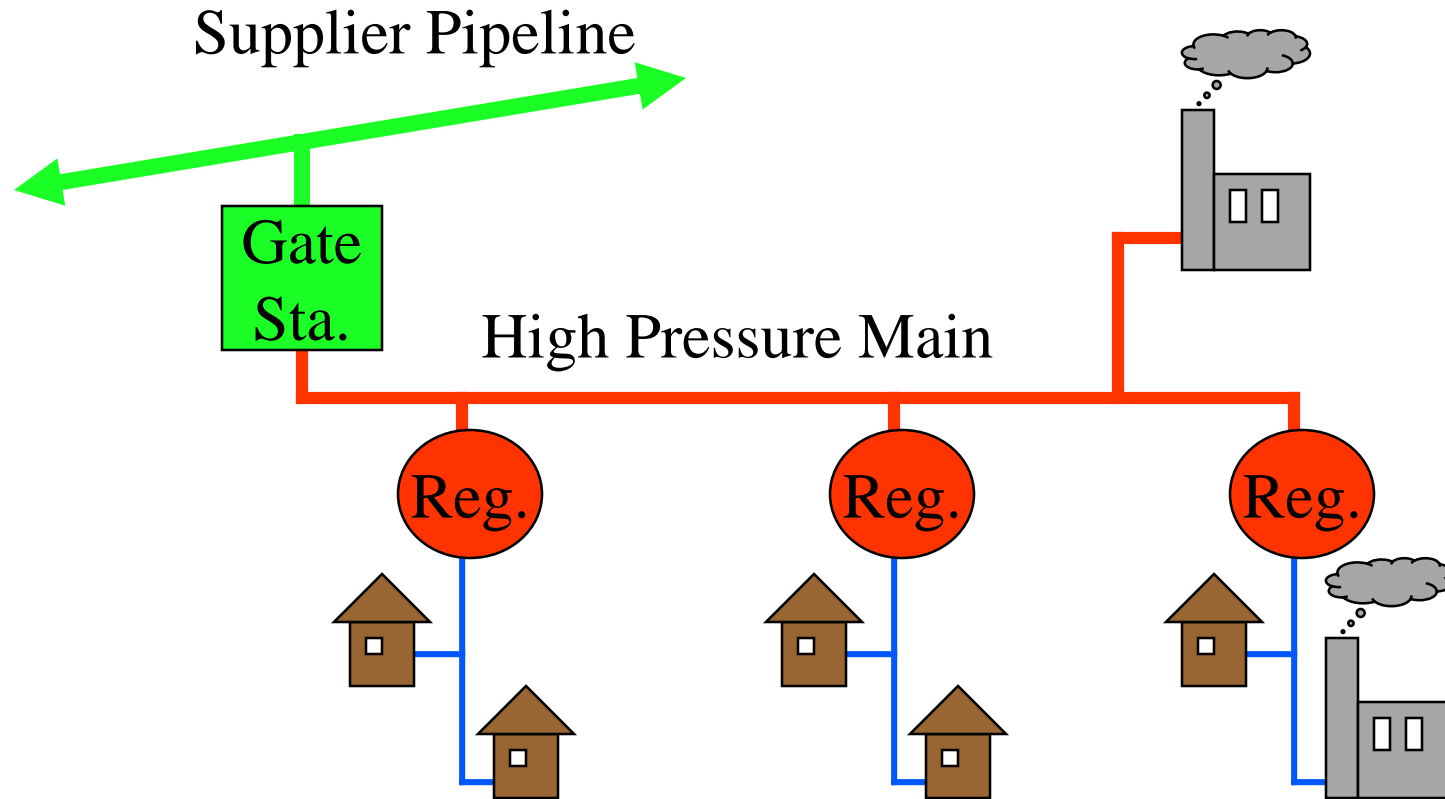 Supplier Pipeline
Gate
Sta.
High Pressure Main
Reg.
Reg.
Reg.